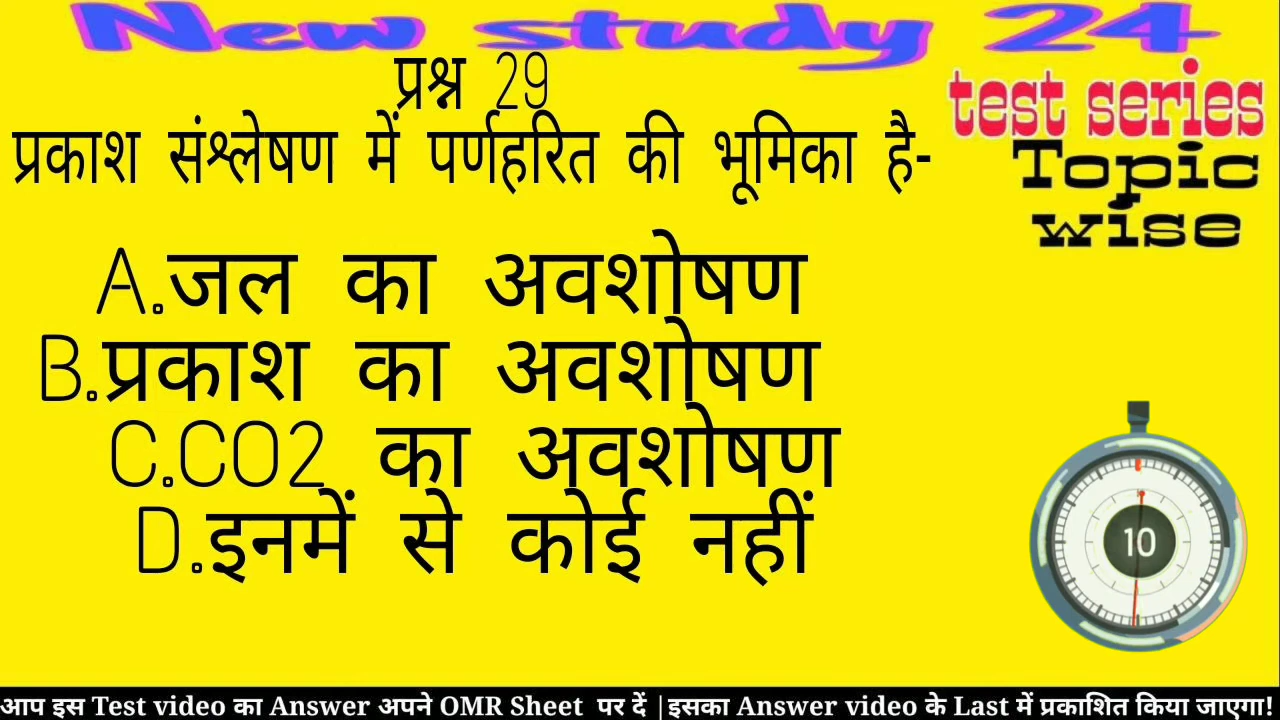 New study 24
प्रश्न 29
test series
प्रकाश संश्लेषण में पर्णहरित की भूमिका है-
Topic
wise
A.जल का अवशोषण
B.प्रकाश का अवशोषण
C.CO2 का अवशोषण
D.इनमें से कोई नहीं
10
आप इस Test video का Answer अपने OMR Sheet पर दें |इसका Answer video के Last में प्रकाशित किया जाएगा!